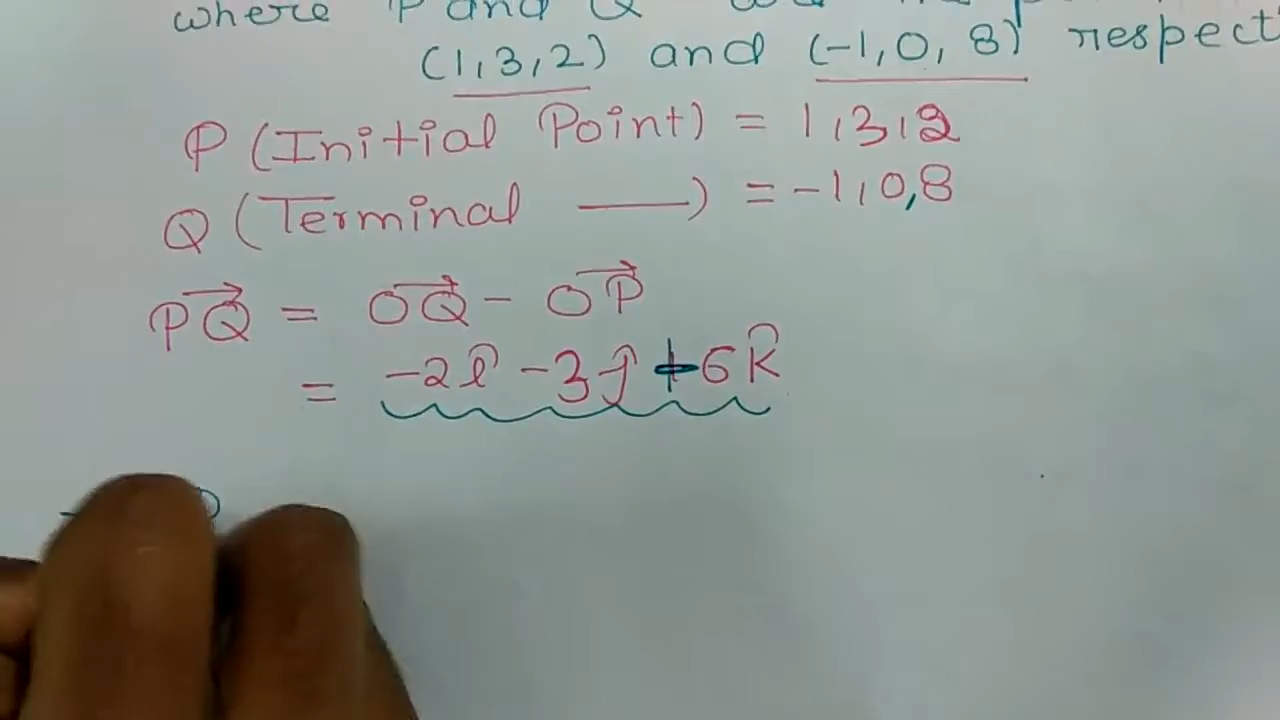 where P and Q
(1,3,2) and (-1,0,8) respect
P (Initial Point) = 1,3,2
Q (Terminal ——) = -1,0,8
PQ⃗ = OQ⃗ - OP⃗
= -2î -3ĵ +6k̂